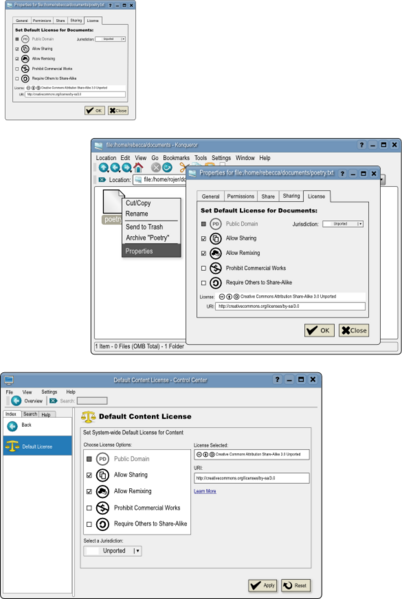 Properties for file:/home/rebecca/documents/poetry.txt
General Permissions Share Sharing License
Set Default License for Documents:
Public Domain Jurisdiction: Unported
Allow Sharing
Allow Remixing
Prohibit Commercial Works
Require Others to Share-Alike
License: Creative Commons Attribution Share-Alike 3.0 Unported
URI: http://creativecommons.org/licenses/by-sa/3.0
OK Close
file:/home/rebecca/documents - Konqueror
Location Edit View Go Bookmarks Tools Settings Window Help
Location: file:/home/rojer/do
poetry
Cut/Copy
Rename
Send to Trash
Archive "Poetry"
Properties
Properties for file:/home/rebecca/documents/poetry.txt
General Permissions Share Sharing License
Set Default License for Documents:
PD Public Domain Jurisdiction: Unported
Allow Sharing
Allow Remixing
Prohibit Commercial Works
Require Others to Share-Alike
License: Creative Commons Attribution Share-Alike 3.0 Unported
URI: http://creativecommons.org/licenses/by-sa/3.0
OK Close
1 Item - 0 Files (0MB Total) - 1 Folder
Default Content License - Control Center
File View Settings Help
Overview Search:
Index Search Help
Back
Default License
Default Content License
Set System-wide Default License for Content
Choose License Options:
PD Public Domain
Allow Sharing
Allow Remixing
Prohibit Commercial Works
Require Others to Share-Alike
Select a Jurisdiction:
Unported
License Selected:
Creative Commons Attribution Share-Alike 3.0 Unported
URI:
http://creativecommons.org/licenses/by-sa/3.0
Learn More
Apply Reset